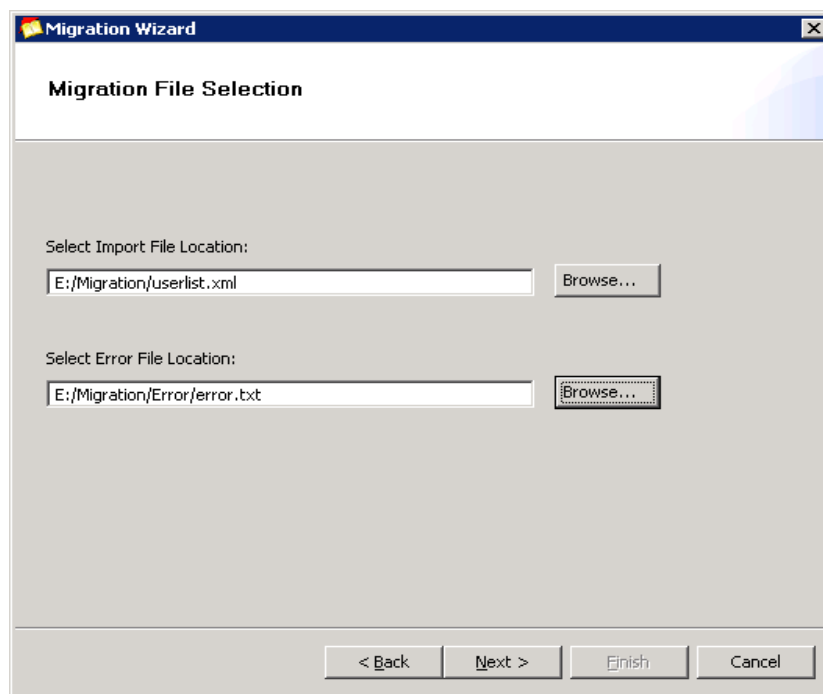 Migration Wizard
Migration File Selection
Select Import File Location:
E:/Migration/userlist.xml Browse...
Select Error File Location:
E:/Migration/Error/error.txt Browse...
< Back Next > Finish Cancel